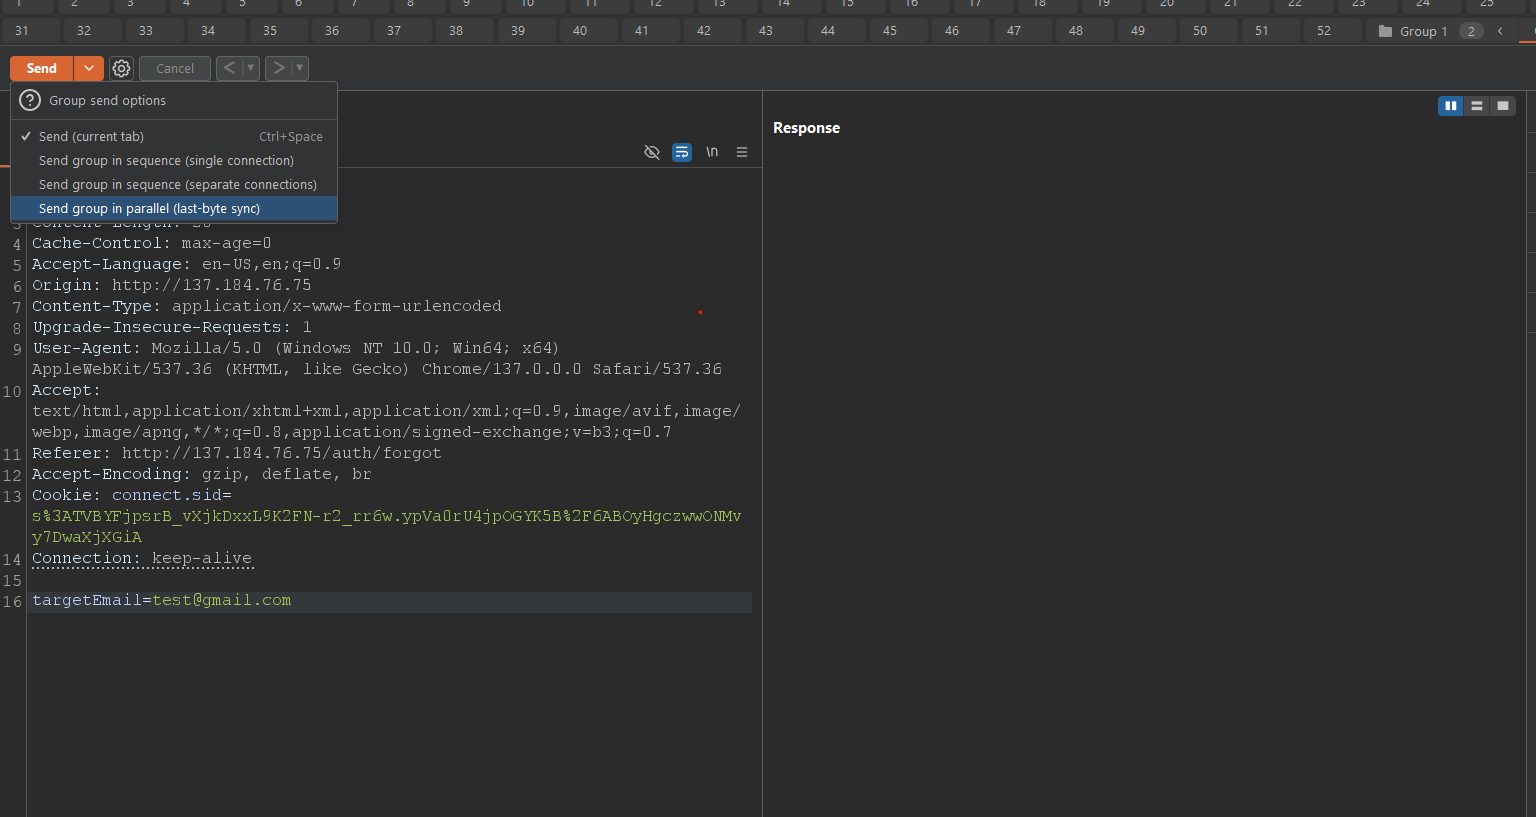 1 2 3 4 5 6 7 8 9 10 11 12 13 14 15 16 17 18 19 20 21 22 23 24 25
31 32 33 34 35 36 37 38 39 40 41 42 43 44 45 46 47 48 49 50 51 52 Group 1 2
Send Cancel < >
Group send options
Send (current tab) Ctrl+Space
Send group in sequence (single connection)
Send group in sequence (separate connections)
Send group in parallel (last-byte sync)
Response
\n
3 Content-Length:
4 Cache-Control: max-age=0
5 Accept-Language: en-US,en;q=0.9
6 Origin: http://137.184.76.75
7 Content-Type: application/x-www-form-urlencoded
8 Upgrade-Insecure-Requests: 1
9 User-Agent: Mozilla/5.0 (Windows NT 10.0; Win64; x64)
AppleWebKit/537.36 (KHTML, like Gecko) Chrome/137.0.0.0 Safari/537.36
10 Accept:
text/html,application/xhtml+xml,application/xml;q=0.9,image/avif,image/
webp,image/apng,*/*;q=0.8,application/signed-exchange;v=b3;q=0.7
11 Referer: http://137.184.76.75/auth/forgot
12 Accept-Encoding: gzip, deflate, br
13 Cookie: connect.sid=
s%3ATVBYFjpsrB_vXjkDxxL9K2FN-r2_rr6w.ypVa0rU4jpOGYK5B%2F6ABOyHgczwwONMv
y7DwaXjXGiA
14 Connection: keep-alive
15
16 targetEmail=test@gmail.com